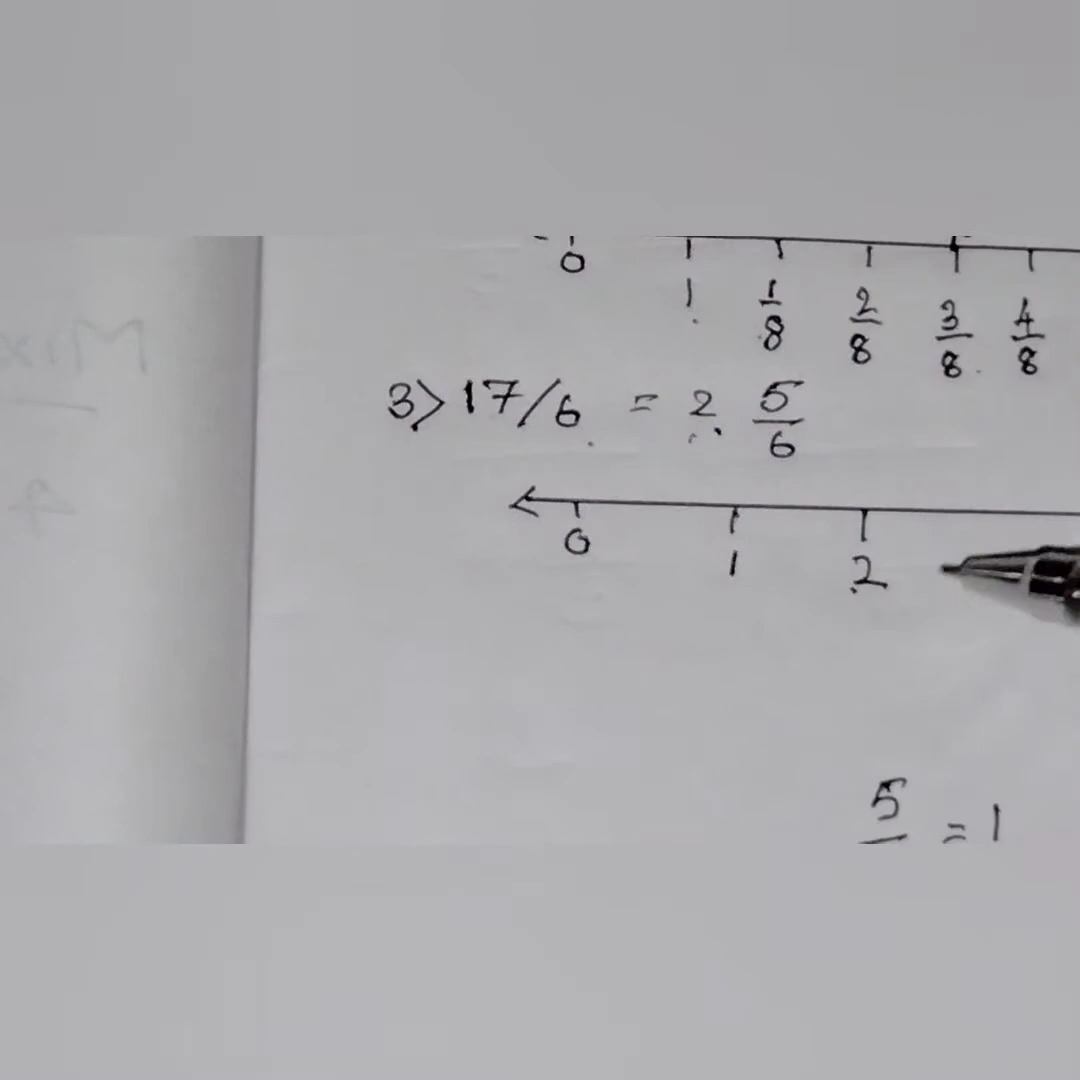 0 1 1/8 2/8 3/8 4/8
3> 17/6 = 2 5/6
0 1 2
5 = 1